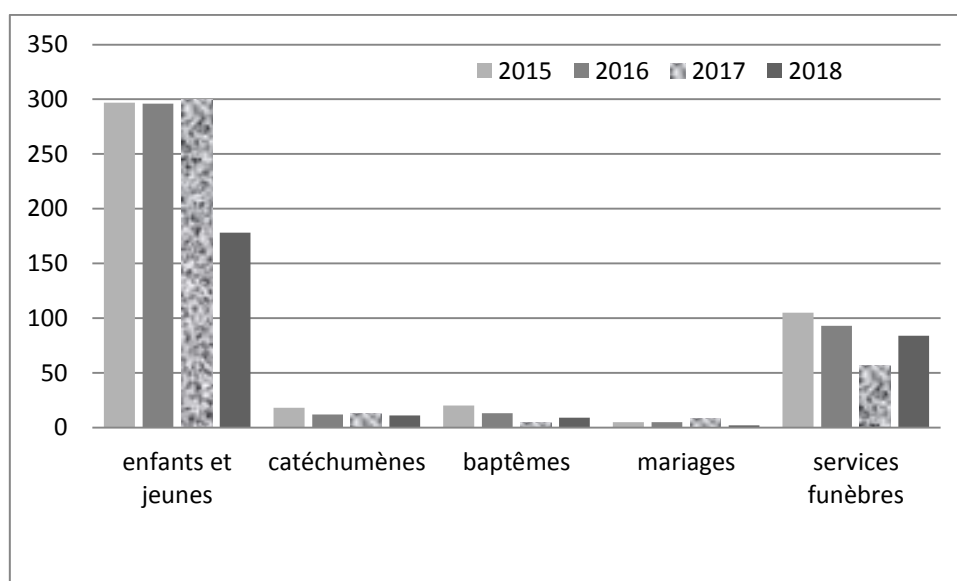 350
2015 2016 2017 2018
300
250
200
150
100
50
0
enfants et jeunes
catéchumènes
baptêmes
mariages
services funèbres